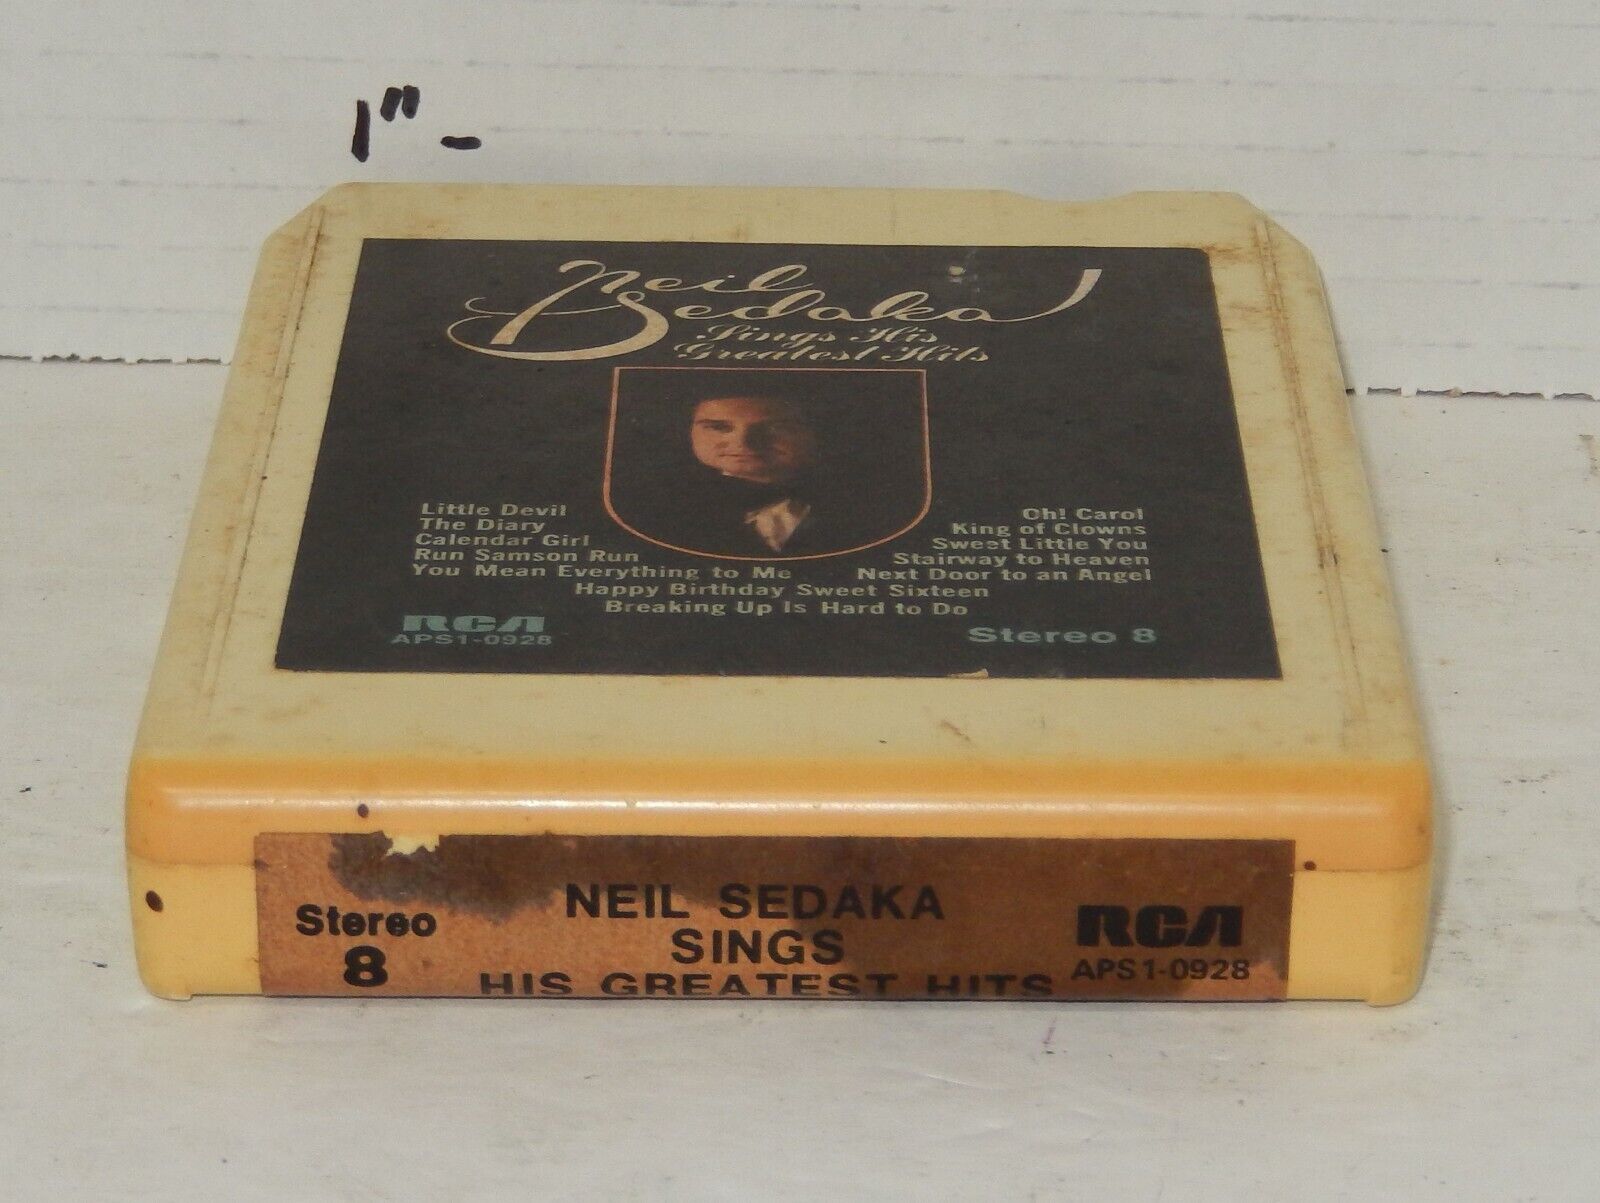 1" -
Neil
Sedaka
Sings His
Greatest Hits
Little Devil
The Diary
Calendar Girl
Run Samson Run
You Mean Everything to Me
Oh! Carol
King of Clowns
Sweet Little You
Stairway to Heaven
Next Door to an Angel
Happy Birthday Sweet Sixteen
Breaking Up Is Hard to Do
RCA
APS1-0928
Stereo 8
Stereo
8
NEIL SEDAKA
SINGS
HIS GREATEST HITS
RCA
APS1-0928